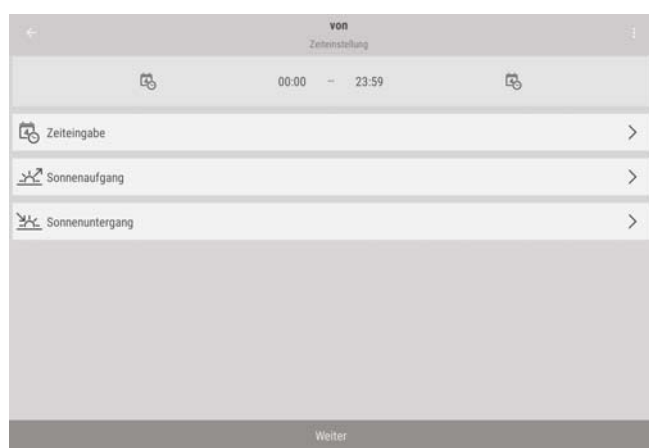 von
Zeiteinstellung
00:00 – 23:59
Zeiteingabe
Sonnenaufgang
Sonnenuntergang
Weiter